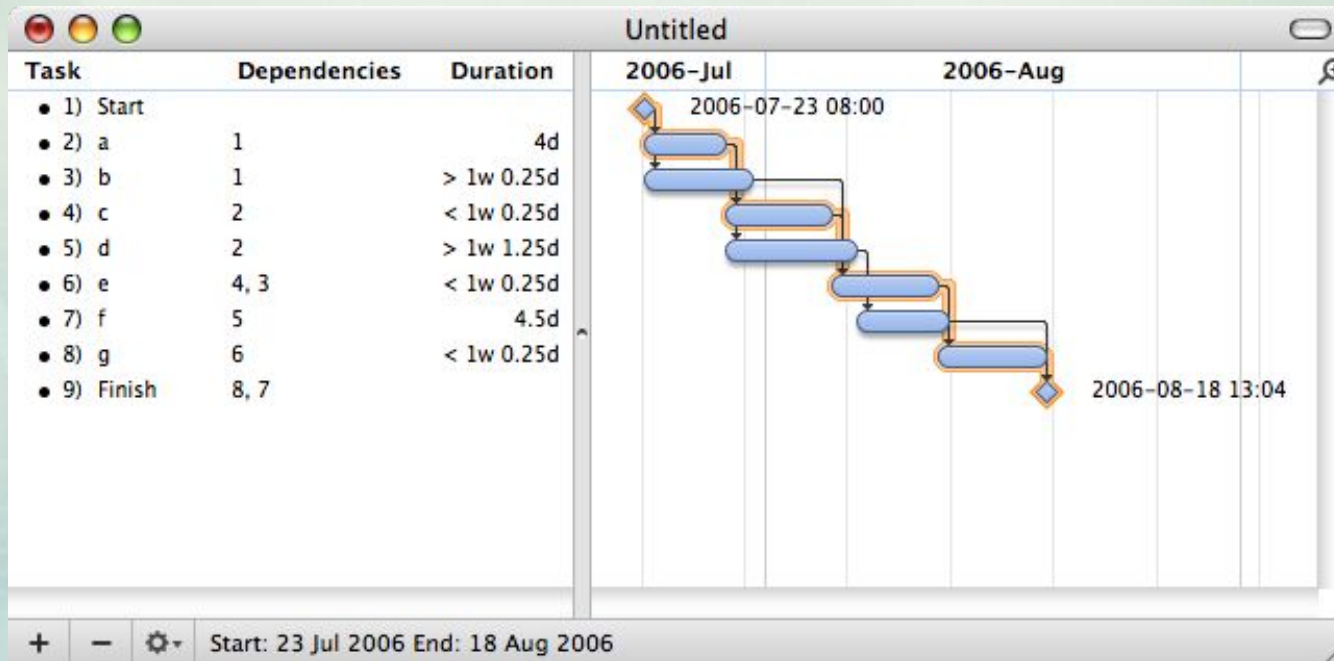 Untitled
Task Dependencies Duration 2006-Jul 2006-Aug
• 1) Start 2006-07-23 08:00
• 2) a 1 4d
• 3) b 1 > 1w 0.25d
• 4) c 2 < 1w 0.25d
• 5) d 2 > 1w 1.25d
• 6) e 4, 3 < 1w 0.25d
• 7) f 5 4.5d
• 8) g 6 < 1w 0.25d
• 9) Finish 8, 7 2006-08-18 13:04
Start: 23 Jul 2006 End: 18 Aug 2006